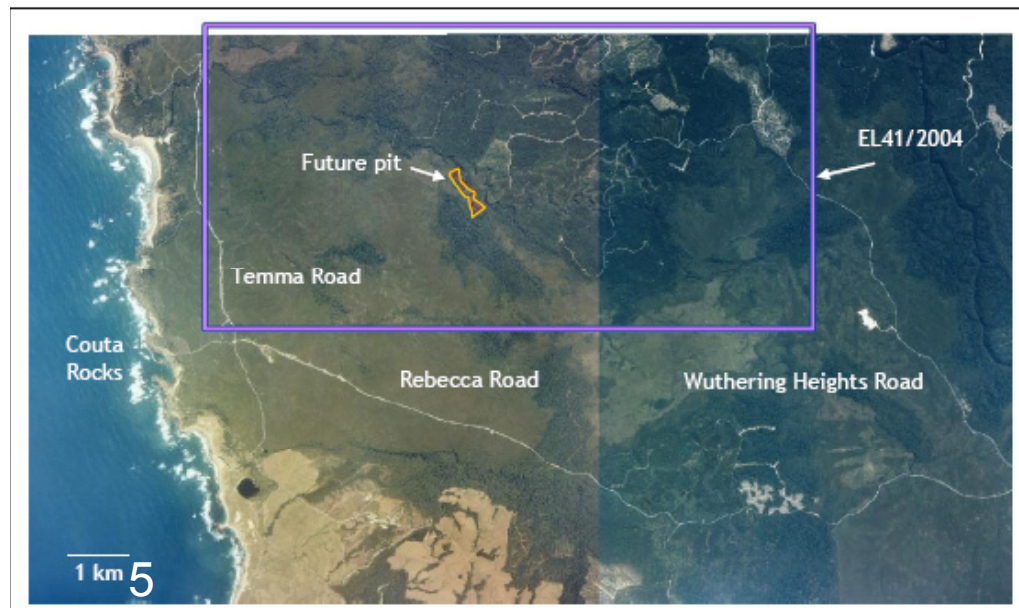 EL41/2004
Future pit
Temma Road
Couta
Rocks
Rebecca Road
Wuthering Heights Road
1 km
5